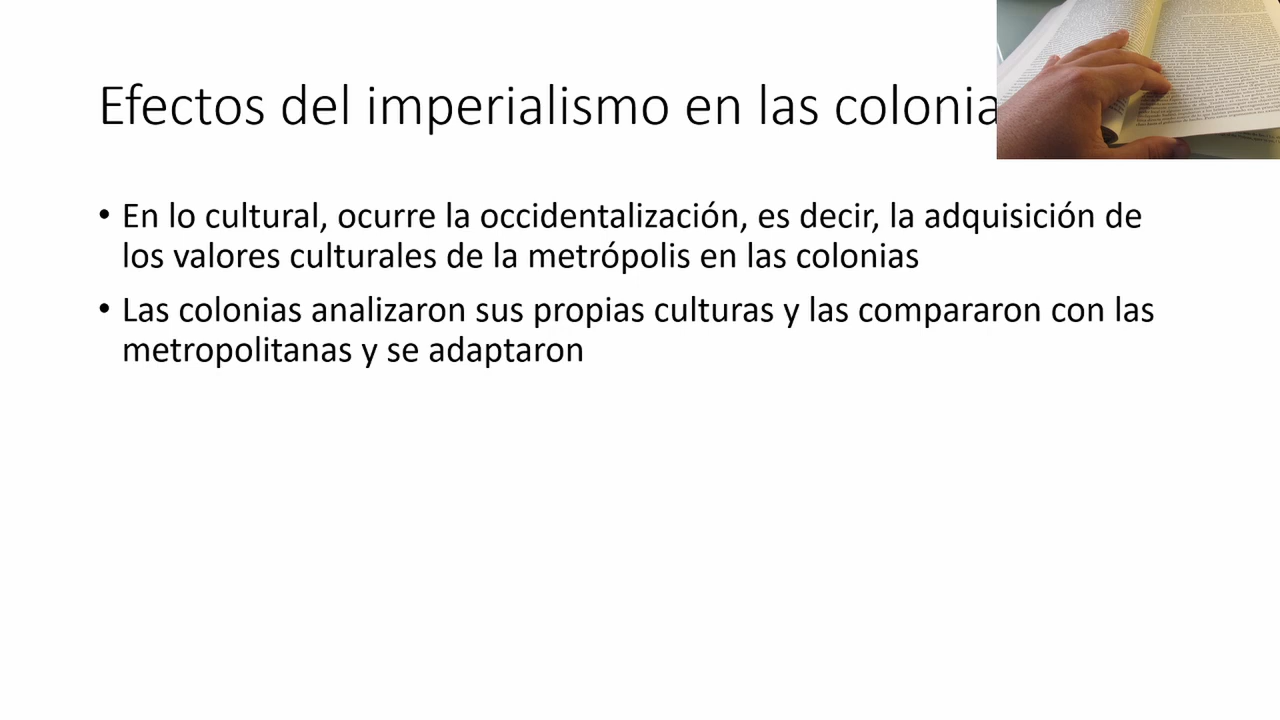 Efectos del imperialismo en las colonia
• En lo cultural, ocurre la occidentalización, es decir, la adquisición de
los valores culturales de la metrópolis en las colonias
• Las colonias analizaron sus propias culturas y las compararon con las
metropolitanas y se adaptaron